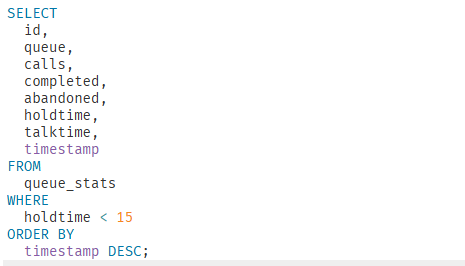 SELECT
  id,
  queue,
  calls,
  completed,
  abandoned,
  holdtime,
  talktime,
  timestamp
FROM
  queue_stats
WHERE
  holdtime < 15
ORDER BY
  timestamp DESC;